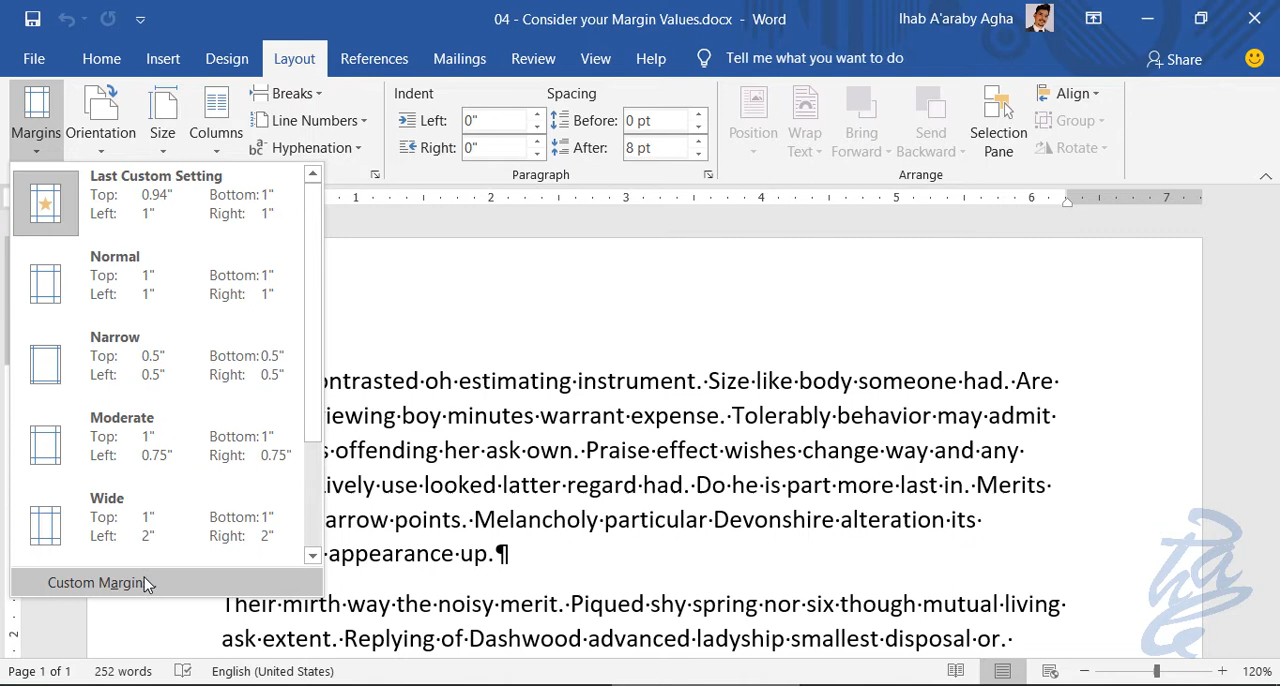 04 - Consider your Margin Values.docx - Word
Ihab A'araby Agha
File Home Insert Design Layout References Mailings Review View Help Tell me what you want to do Share
Margins Orientation Size Columns
Breaks
Line Numbers
Hyphenation
Indent Spacing
Left: 0" Before: 0 pt
Right: 0" After: 8 pt
Paragraph
Position Wrap Text Bring Forward Send Backward Selection Pane
Align
Group
Rotate
Arrange
Last Custom Setting
Top: 0.94" Bottom: 1"
Left: 1" Right: 1"
Normal
Top: 1" Bottom: 1"
Left: 1" Right: 1"
Narrow
Top: 0.5" Bottom: 0.5"
Left: 0.5" Right: 0.5"
Moderate
Top: 1" Bottom: 1"
Left: 0.75" Right: 0.75"
Wide
Top: 1" Bottom: 1"
Left: 2" Right: 2"
Custom Margin
1 2 3 4 5 6 7
ntrasted·oh·estimating·instrument.·Size·like·body·someone·had.·Are·
iewing·boy·minutes·warrant·expense.·Tolerably·behavior·may·admit·
s·offending·her·ask·own.·Praise·effect·wishes·change·way·and·any·
ively·use·looked·latter·regard·had.·Do·he·is·part·more·last·in.·Merits·
arrow·points.·Melancholy·particular·Devonshire·alteration·its·
·appearance·up.¶
Their·mirth·way·the·noisy·merit.·Piqued·shy·spring·nor·six·though·mutual·living·
ask·extent.·Replying·of·Dashwood·advanced·ladyship·smallest·disposal·or.·
2
Page 1 of 1 252 words English (United States) 120%